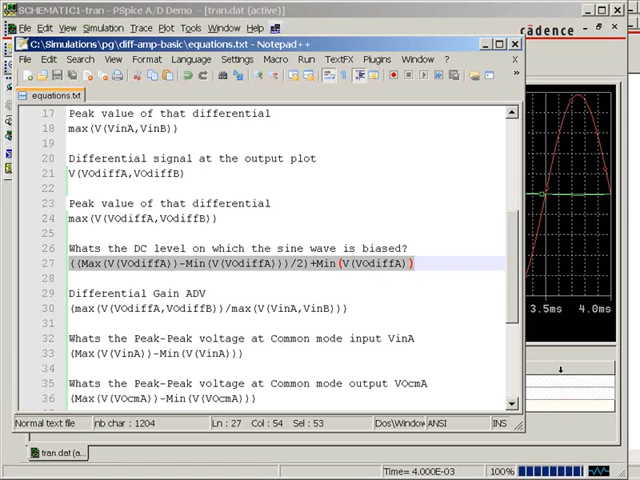 SCHEMATIC1-tran - PSpice A/D Demo - [tran.dat (active)]
File Edit View Simulation Trace Plot Tools Window Help
cādence
C:\Simulations\pg\diff-amp-basic\equations.txt - Notepad++
File Edit Search View Format Language Settings Macro Run TextFX Plugins Window ? X
equations.txt
17 Peak value of that differential
18 max(V(VinA,VinB))
19
20 Differential signal at the output plot
21 V(VOdiffA,VOdiffB)
22
23 Peak value of that differential
24 max(V(VOdiffA,VOdiffB))
25
26 Whats the DC level on which the sine wave is biased?
27 ((Max(V(VOdiffA))-Min(V(VOdiffA)))/2)+Min(V(VOdiffA))
28
29 Differential Gain ADV
30 (max(V(VOdiffA,VOdiffB))/max(V(VinA,VinB)))
31
32 Whats the Peak-Peak voltage at Common mode input VinA
33 (Max(V(VinA))-Min(V(VinA)))
34
35 Whats the Peak-Peak voltage at Common mode output VOcmA
36 (Max(V(VOcmA))-Min(V(VOcmA)))
3.5ms 4.0ms
Normal text file nb char : 1204 Ln : 27 Col : 54 Sel : 53 Dos\Window ANSI INS
tran.dat (a...
Time= 4.000E-03 100%